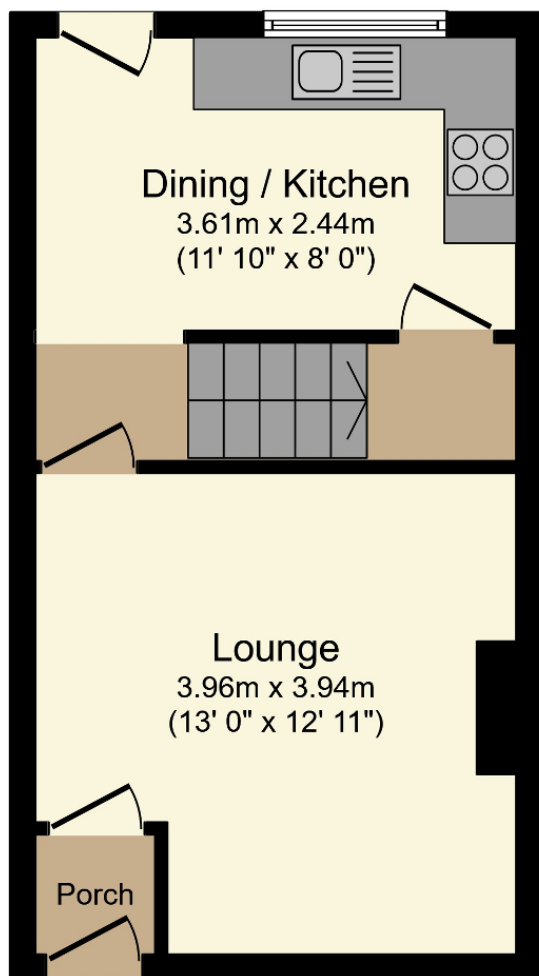 Dining / Kitchen
3.61m x 2.44m
(11' 10" x 8' 0")
Lounge
3.96m x 3.94m
(13' 0" x 12' 11")
Porch